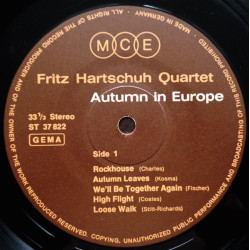 MADE IN GERMANY
ALL RIGHTS OF THE RECORD PRODUCER AND OF THE OWNER OF THE WORK REPRODUCED RESERVED. UNAUTHORIZED PUBLIC PERFORMANCE AND BROADCASTING OF THIS RECORD PROHIBITED
MCE
Fritz Hartschuh Quartet
Autumn in Europe
33 1/3 Stereo
ST 37 822
GEMA
Side 1
Rockhouse (Charles)
Autumn Leaves (Kosma)
We'll Be Together Again (Fischer)
High Flight (Coates)
Loose Walk (Stitt-Richards)